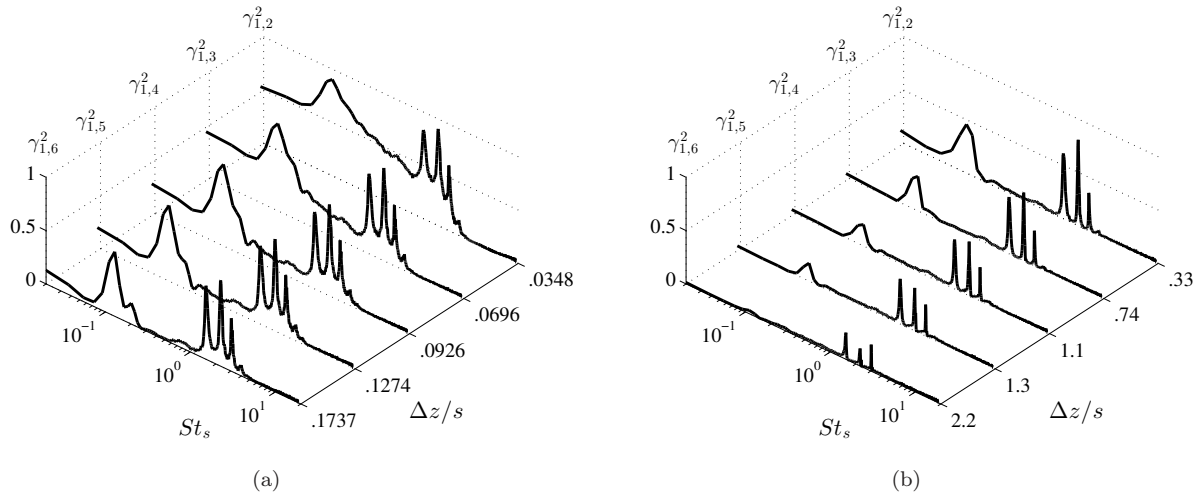 γ²₁,₂
γ²₁,₃
γ²₁,₄
γ²₁,₅
γ²₁,₆
1
0.5
0
10⁻¹
10⁰
10¹
St_s
.0348
.0696
.0926
.1274
.1737
Δz/s
(a)
γ²₁,₂
γ²₁,₃
γ²₁,₄
γ²₁,₅
γ²₁,₆
1
0.5
0
10⁻¹
10⁰
10¹
St_s
.33
.74
1.1
1.3
2.2
Δz/s
(b)